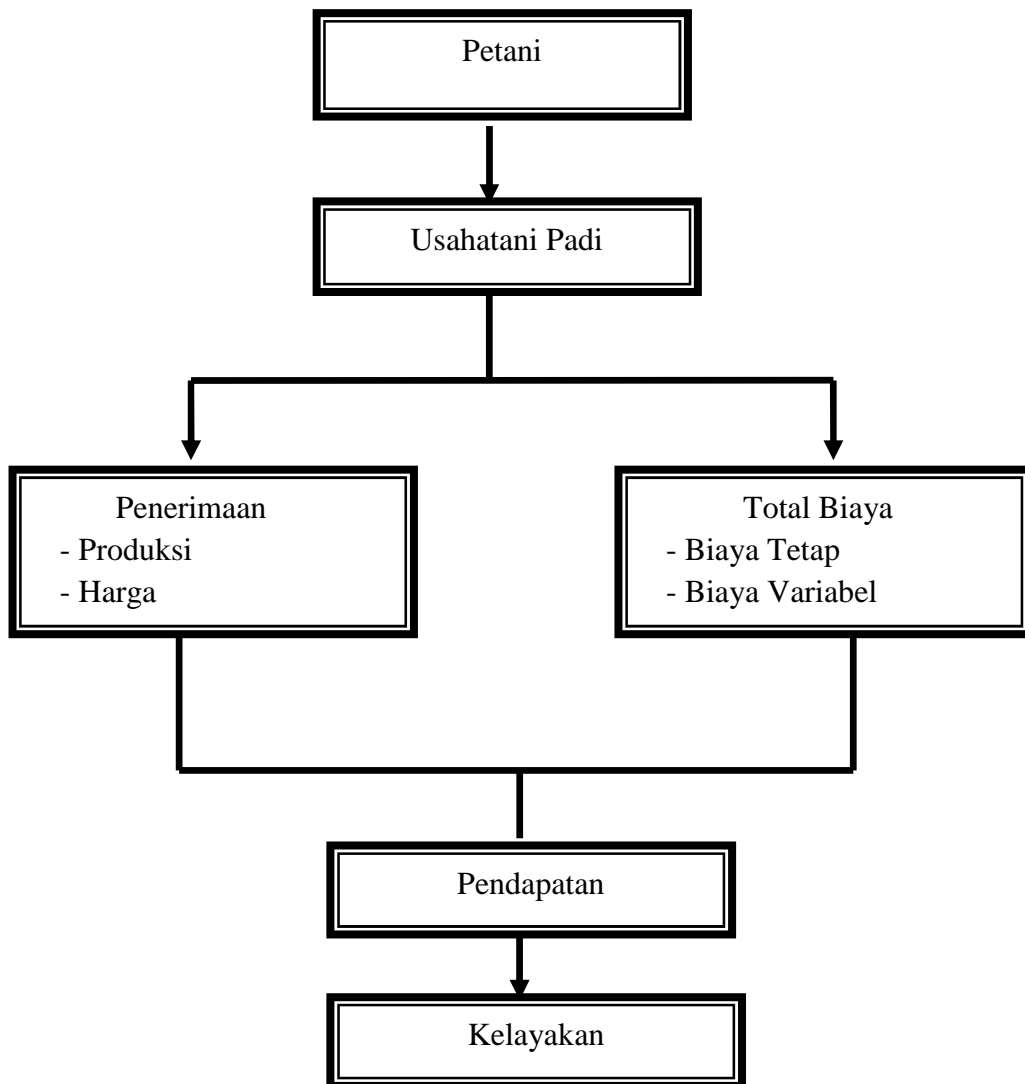 Petani
Usahatani Padi
Penerimaan
- Produksi
- Harga
Total Biaya
- Biaya Tetap
- Biaya Variabel
Pendapatan
Kelayakan